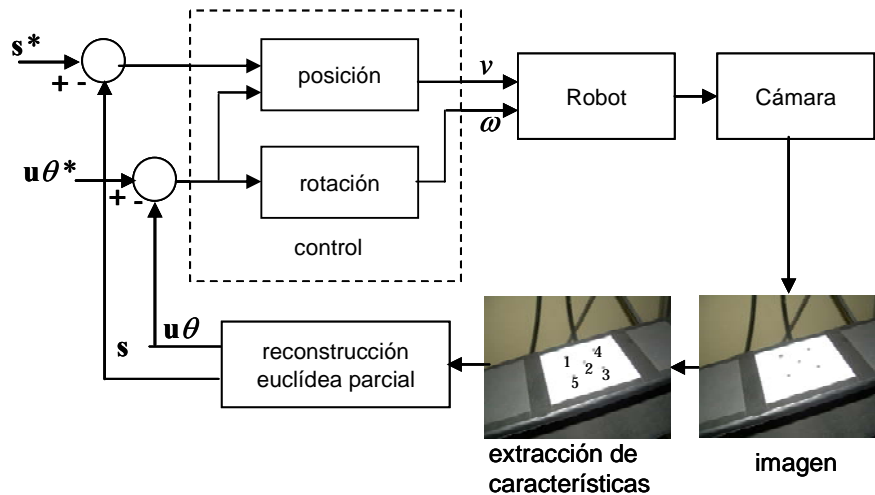 s*
+ -
posición
v
Robot
Cámara
ω
uθ*
+ -
rotación
control
s
uθ
reconstrucción
euclídea parcial
1
4
2
3
5
extracción de
características
imagen